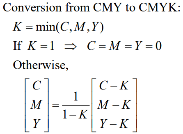 Conversion from CMY to CMYK:
K = min(C, M, Y)
If K = 1 ⇒ C = M = Y = 0
Otherwise,
[C M Y] = 1/(1−K) [C−K M−K Y−K]